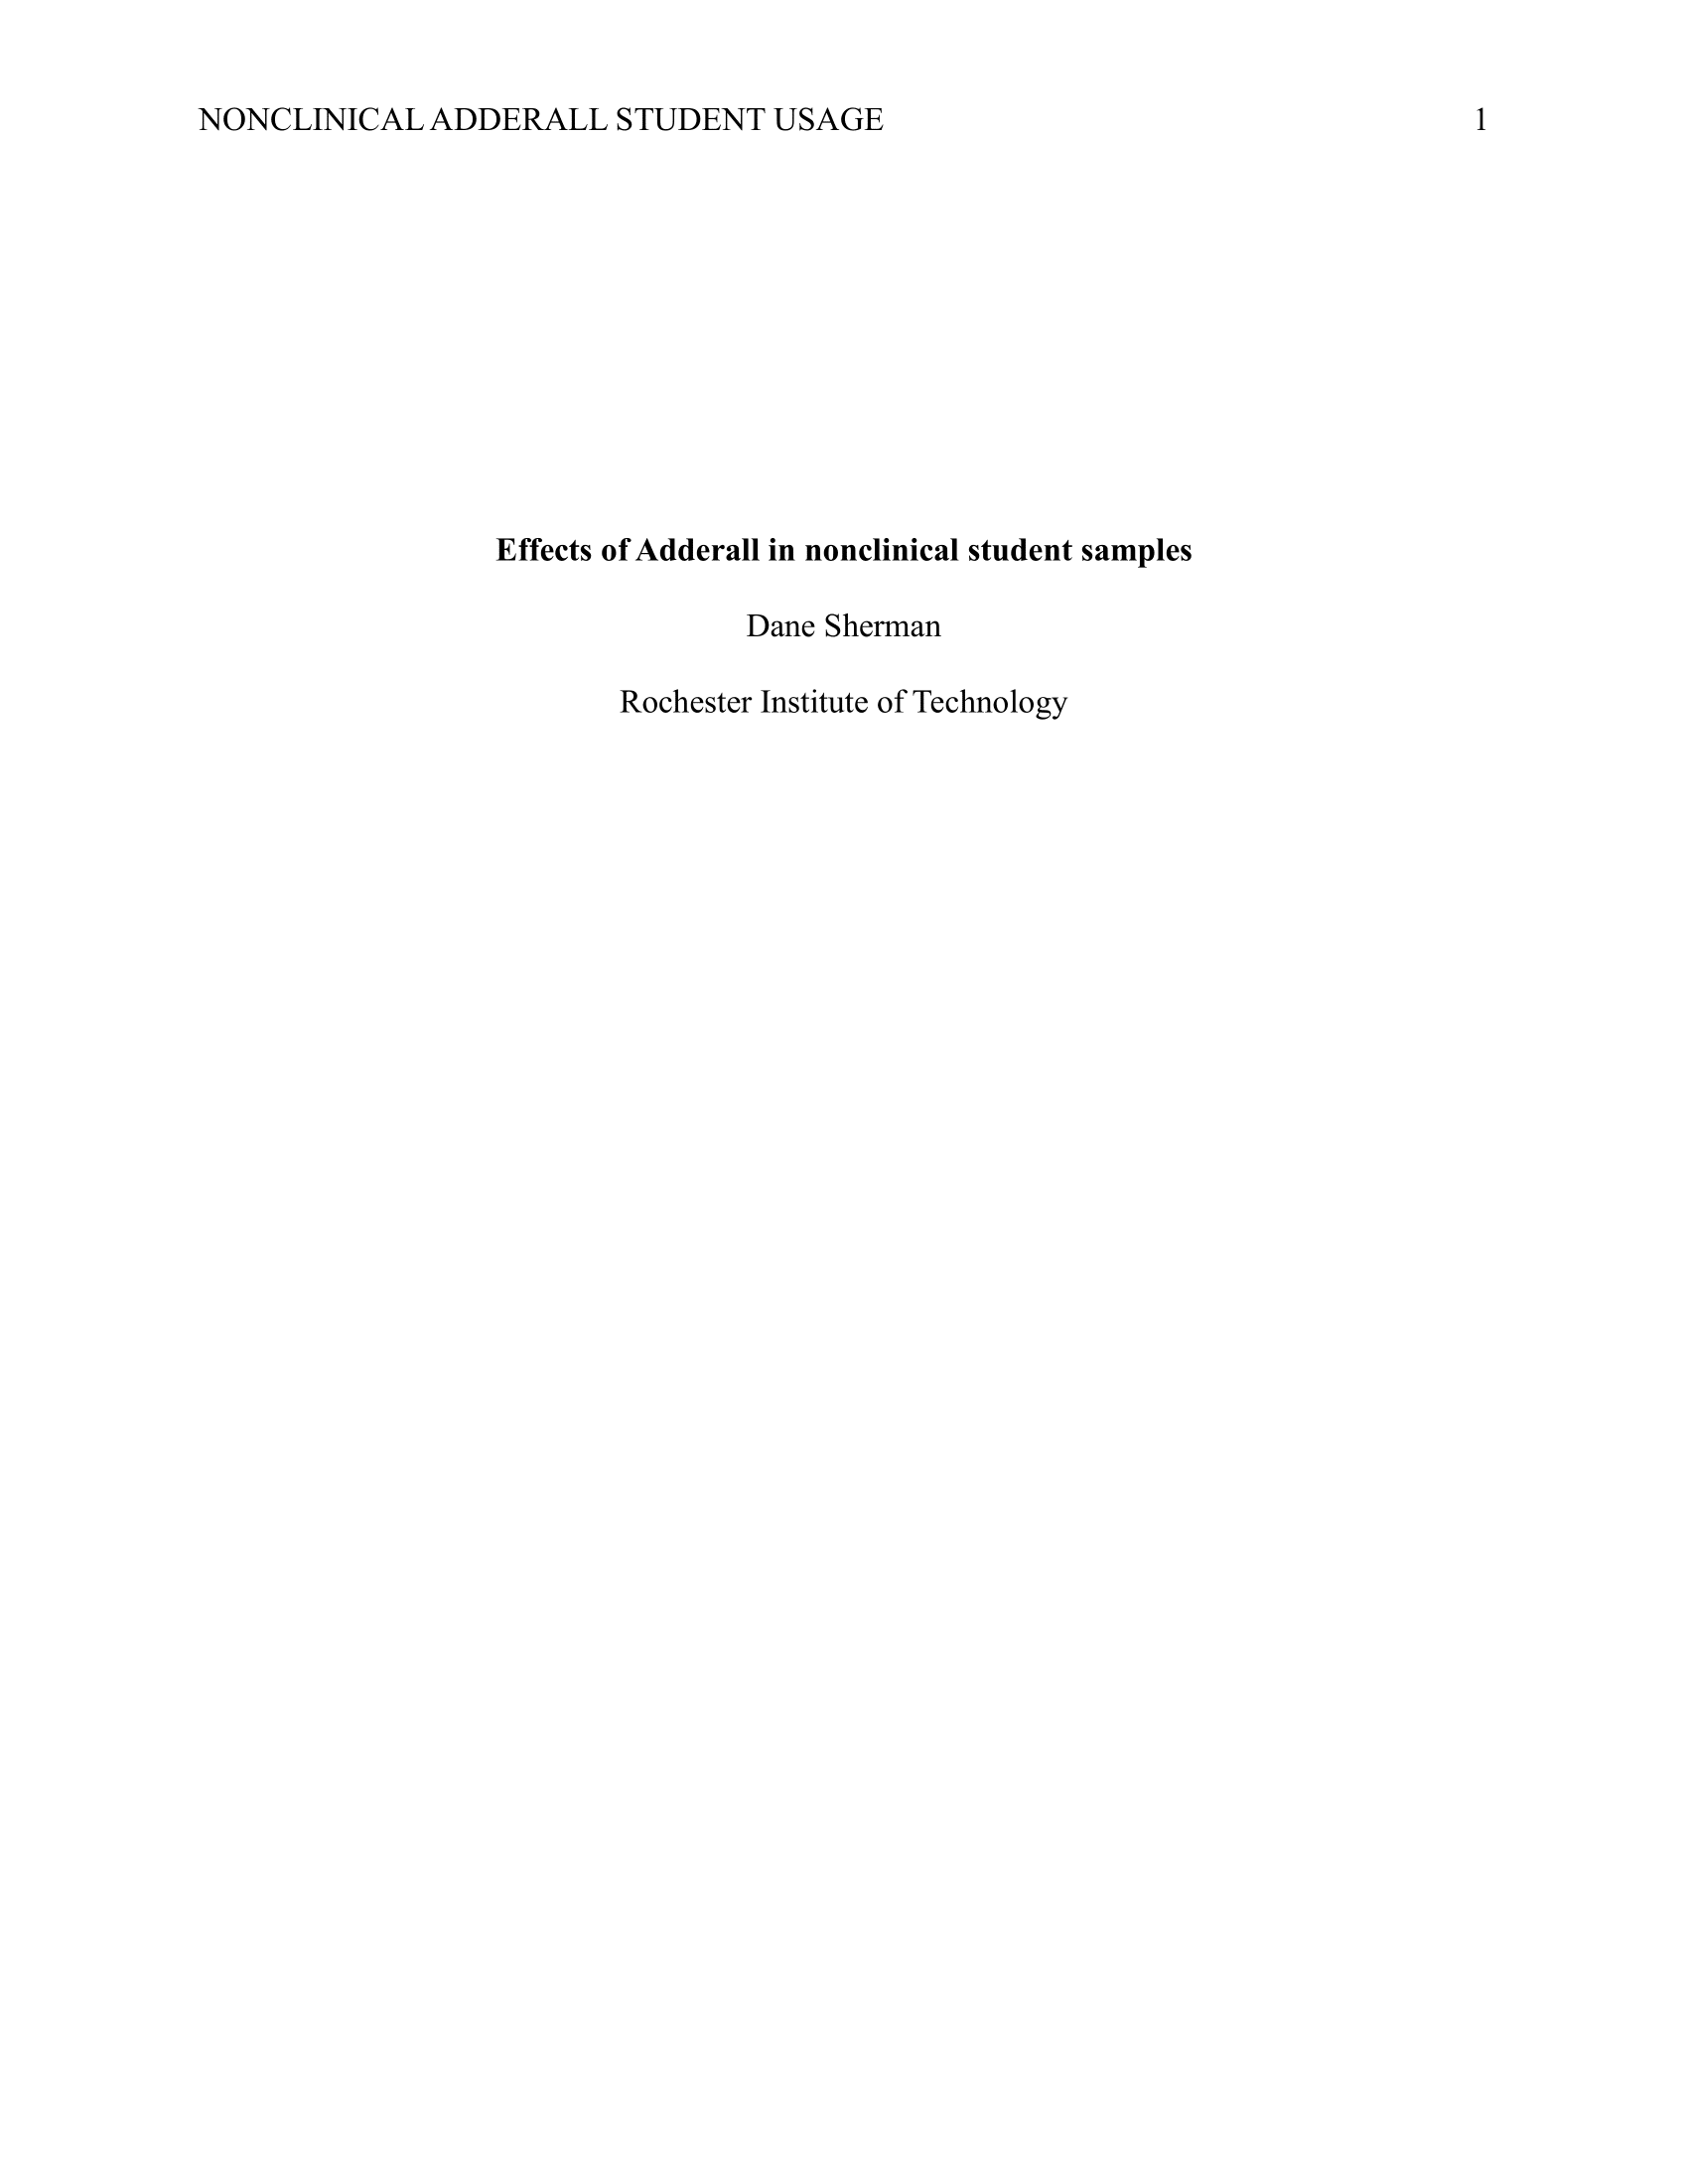 NONCLINICAL ADDERALL STUDENT USAGE 1
Effects of Adderall in nonclinical student samples
Dane Sherman
Rochester Institute of Technology